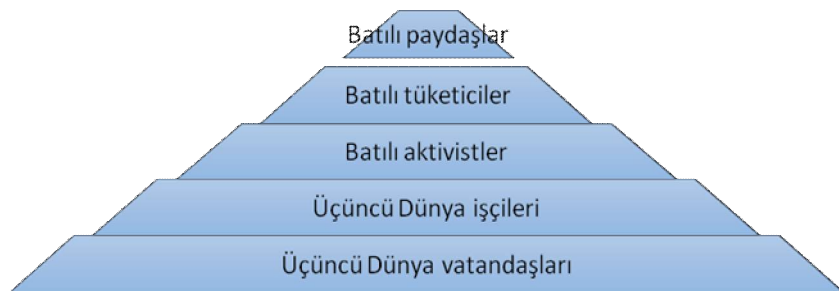 Batılı paydaşlar
Batılı tüketiciler
Batılı aktivistler
Üçüncü Dünya işçileri
Üçüncü Dünya vatandaşları